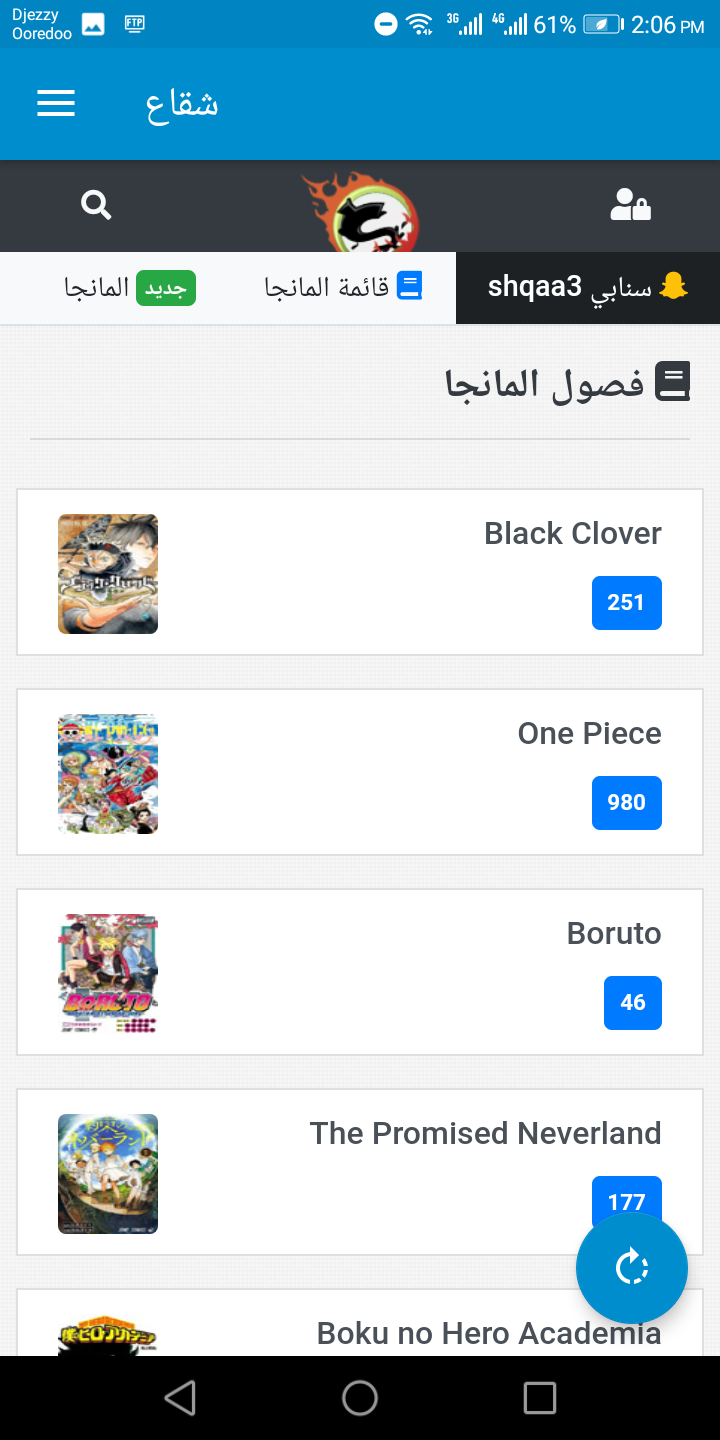 Djezzy
Ooredoo
FTP
3G 4G 61% 2:06 PM
شقاع
سنابي shqaa3
قائمة المانجا
المانجا جديد
فصول المانجا
Black Clover
251
One Piece
980
Boruto
46
BORUTO
The Promised Neverland
177
Boku no Hero Academia